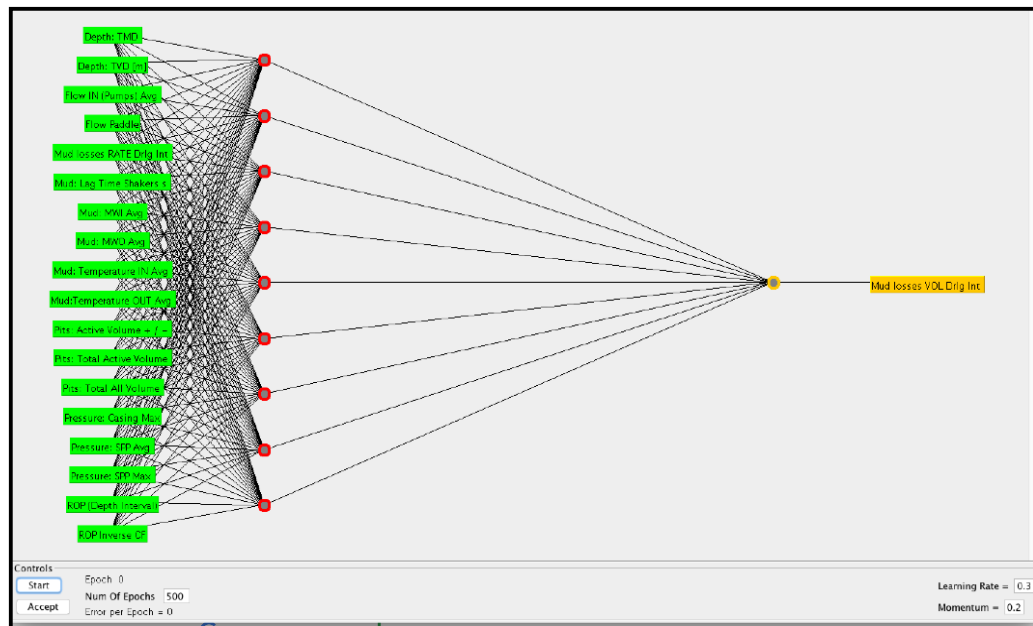 Depth: TMD
Depth: TVD [m]
Flow IN (Pumps) Avg
Flow Paddle
Mud losses RATE Drlg Int
Mud: Lag Time Shakers s
Mud: MWI Avg
Mud: MWD Avg
Mud: Temperature IN Avg
Mud:Temperature OUT Avg
Pits: Active Volume + / -
Pits: Total Active Volume
Pits: Total All Volume
Pressure: Casing Max
Pressure: SPP Avg
Pressure: SPP Max
ROP (Depth Interval)
ROP Inverse CF
Mud losses VOL Drlg Int
Controls
Start
Accept
Epoch 0
Num Of Epochs 500
Error per Epoch = 0
Learning Rate = 0.3
Momentum = 0.2